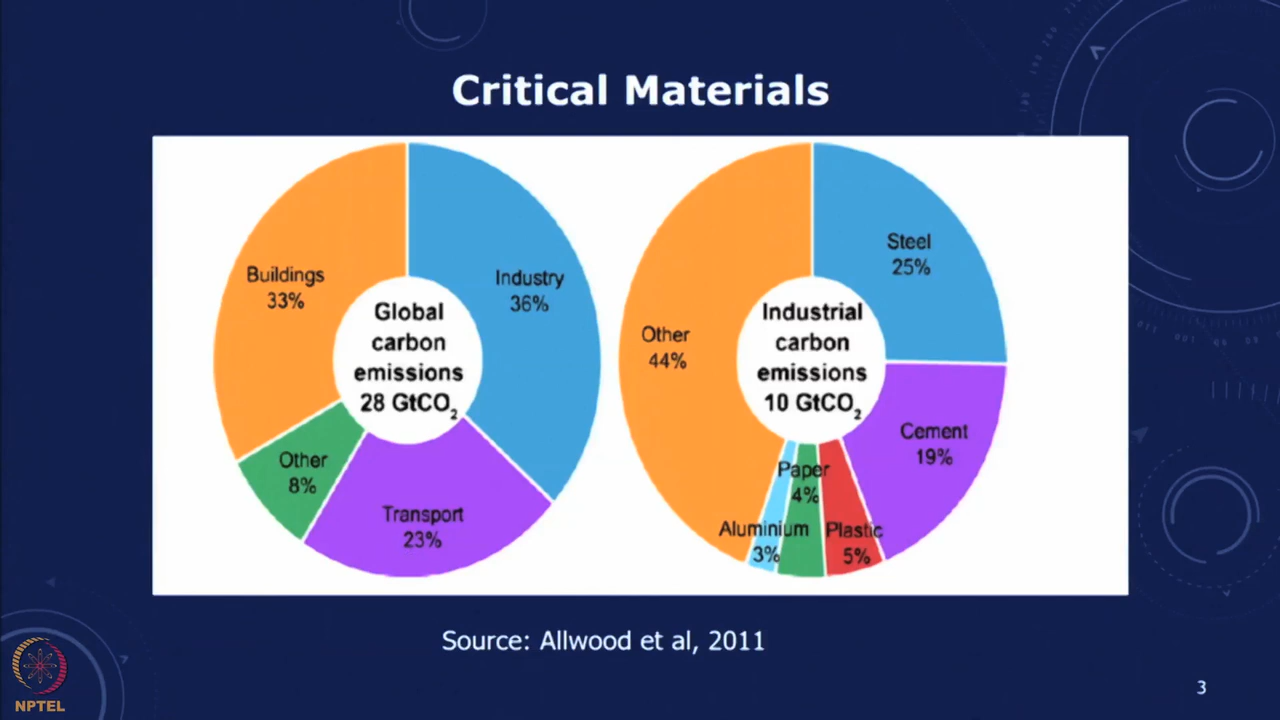 Critical Materials
Buildings
33%
Industry
36%
Global
carbon
emissions
28 GtCO2
Other
8%
Transport
23%
Steel
25%
Other
44%
Industrial
carbon
emissions
10 GtCO2
Cement
19%
Paper
4%
Aluminium
3%
Plastic
5%
Source: Allwood et al, 2011
3
NPTEL